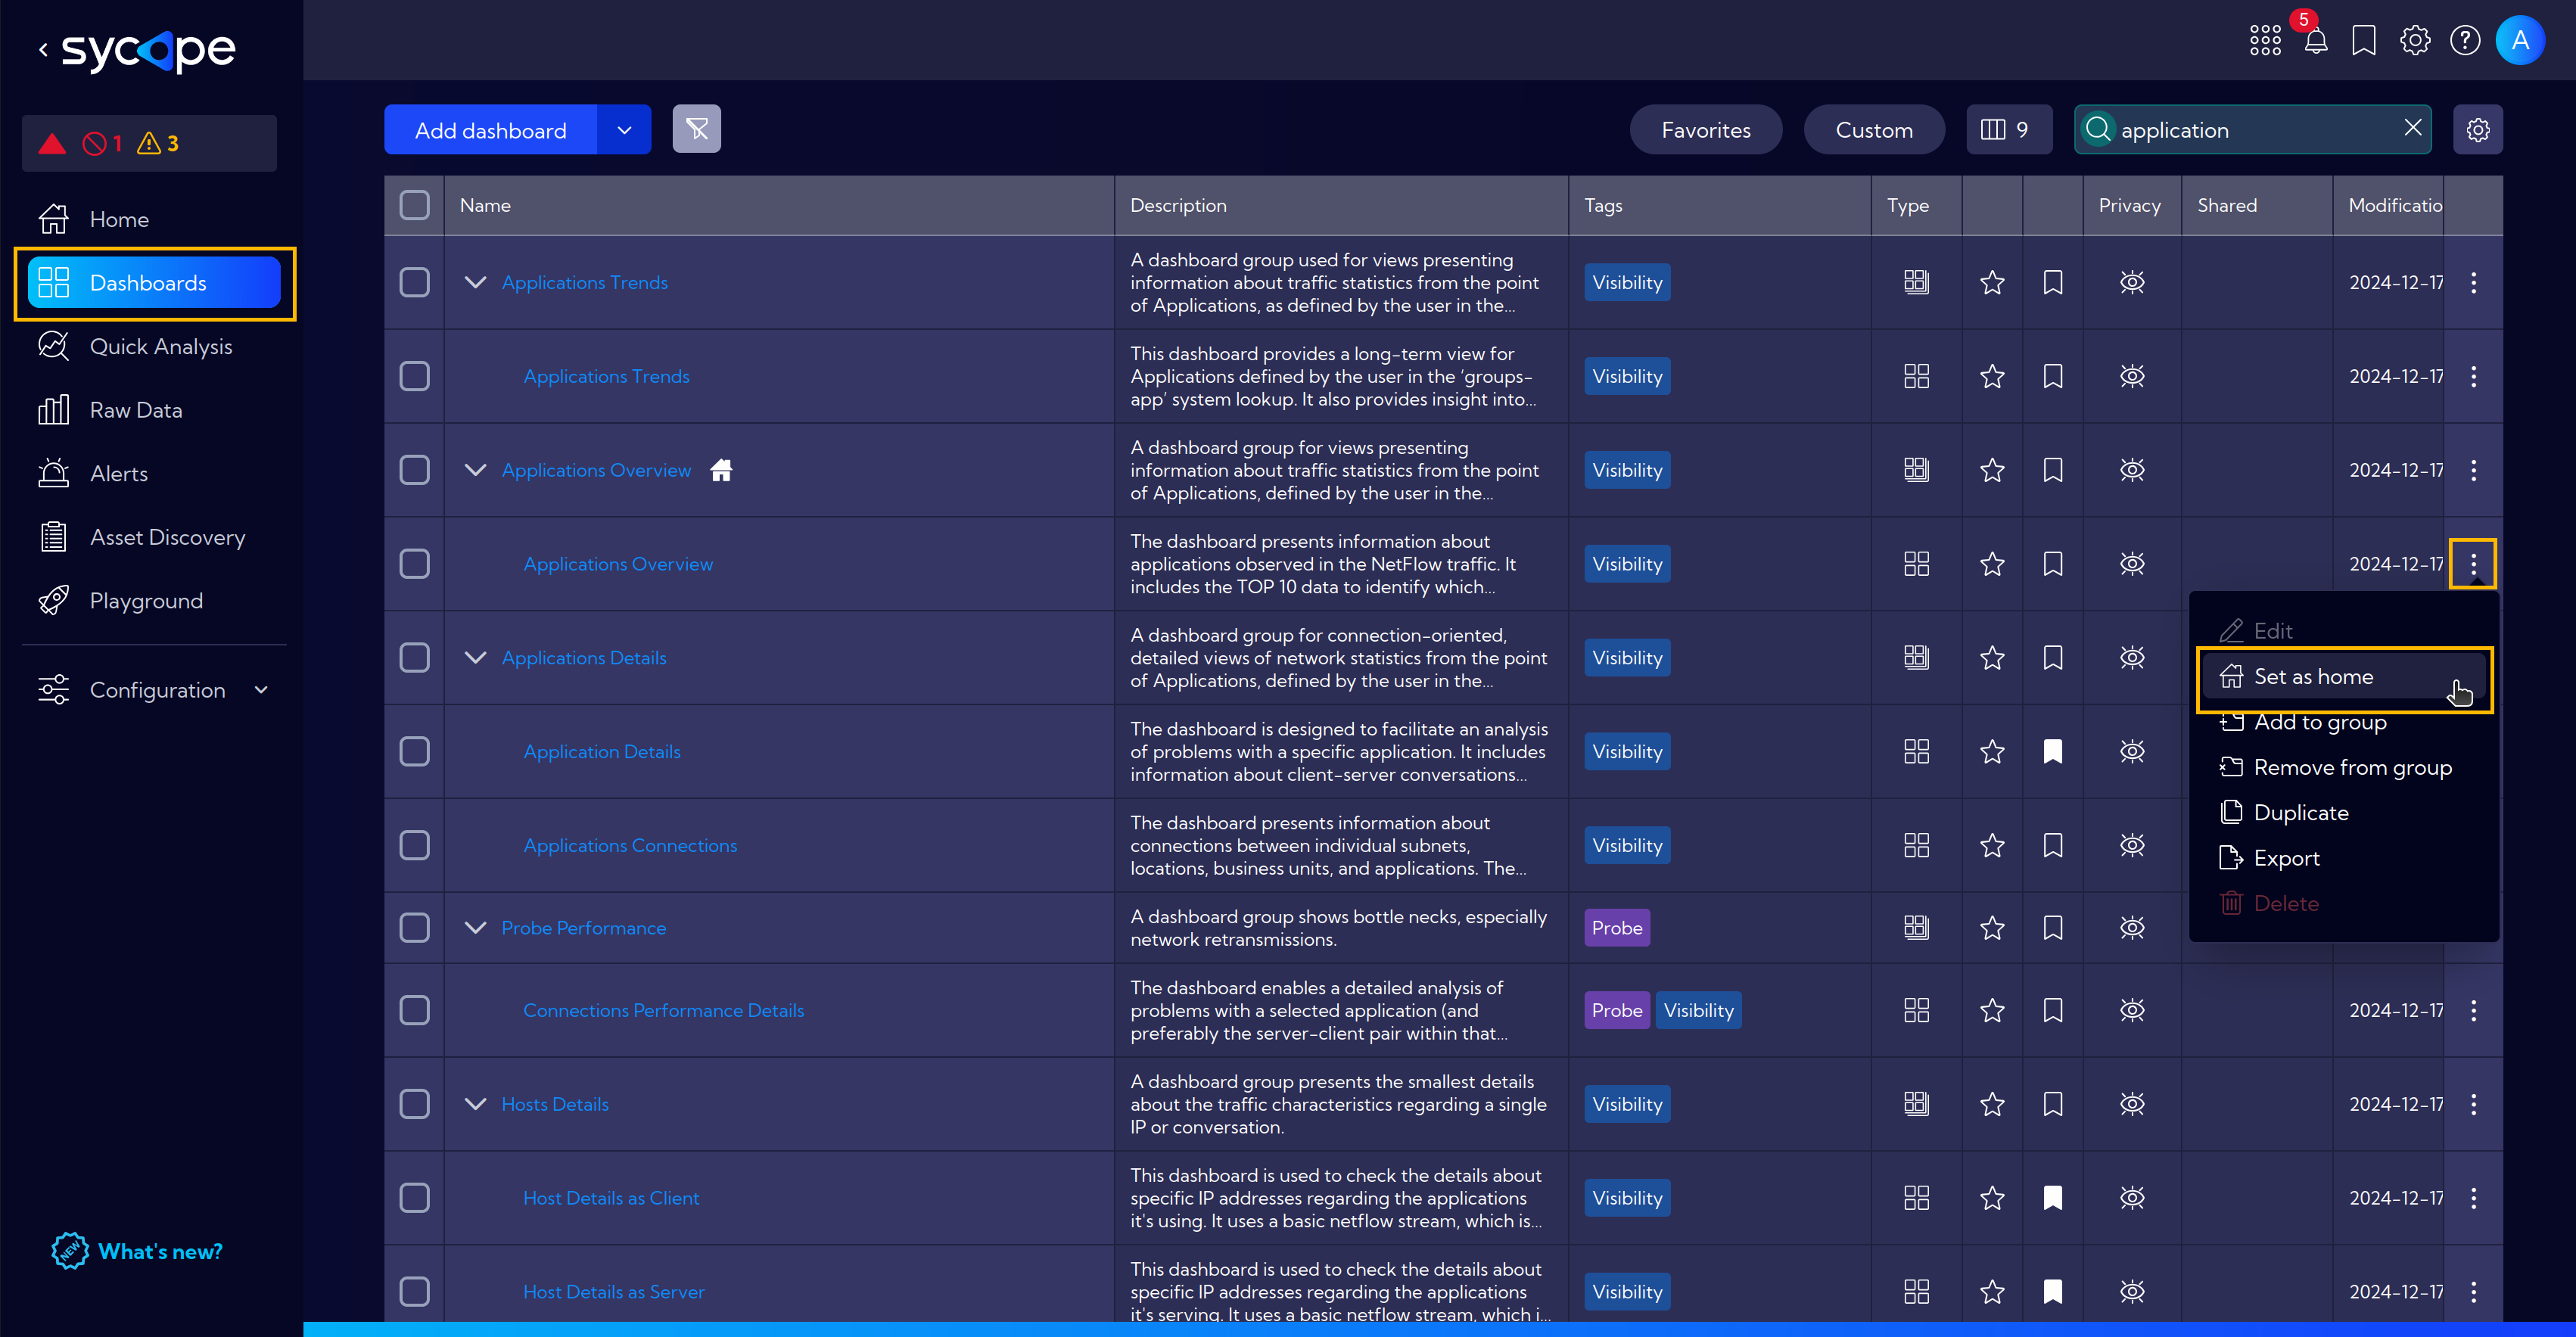 sycope
5
A
1 3
Add dashboard
Favorites
Custom
9
application
Home
Dashboards
Quick Analysis
Raw Data
Alerts
Asset Discovery
Playground
Configuration
NEW What's new?
Name Description Tags Type Privacy Shared Modificatio
Applications Trends
A dashboard group used for views presenting
information about traffic statistics from the point
of Applications, as defined by the user in the...
Visibility
2024-12-17
Applications Trends
This dashboard provides a long-term view for
Applications defined by the user in the ‘groups-
app’ system lookup. It also provides insight into...
Visibility
2024-12-17
Applications Overview
A dashboard group for views presenting
information about traffic statistics from the point
of Applications, defined by the user in the...
Visibility
2024-12-17
Applications Overview
The dashboard presents information about
applications observed in the NetFlow traffic. It
includes the TOP 10 data to identify which...
Visibility
2024-12-17
Edit
Set as home
Add to group
Remove from group
Duplicate
Export
Delete
Applications Details
A dashboard group for connection-oriented,
detailed views of network statistics from the point
of Applications, defined by the user in the...
Visibility
Application Details
The dashboard is designed to facilitate an analysis
of problems with a specific application. It includes
information about client-server conversations...
Visibility
Applications Connections
The dashboard presents information about
connections between individual subnets,
locations, business units, and applications. The...
Visibility
Probe Performance
A dashboard group shows bottle necks, especially
network retransmissions.
Probe
Connections Performance Details
The dashboard enables a detailed analysis of
problems with a selected application (and
preferably the server-client pair within that...
Probe Visibility
2024-12-17
Hosts Details
A dashboard group presents the smallest details
about the traffic characteristics regarding a single
IP or conversation.
Visibility
2024-12-17
Host Details as Client
This dashboard is used to check the details about
specific IP addresses regarding the applications
it's using. It uses a basic netflow stream, which is...
Visibility
2024-12-17
Host Details as Server
This dashboard is used to check the details about
specific IP addresses regarding the applications
it's serving. It uses a basic netflow stream, which i...
Visibility
2024-12-17